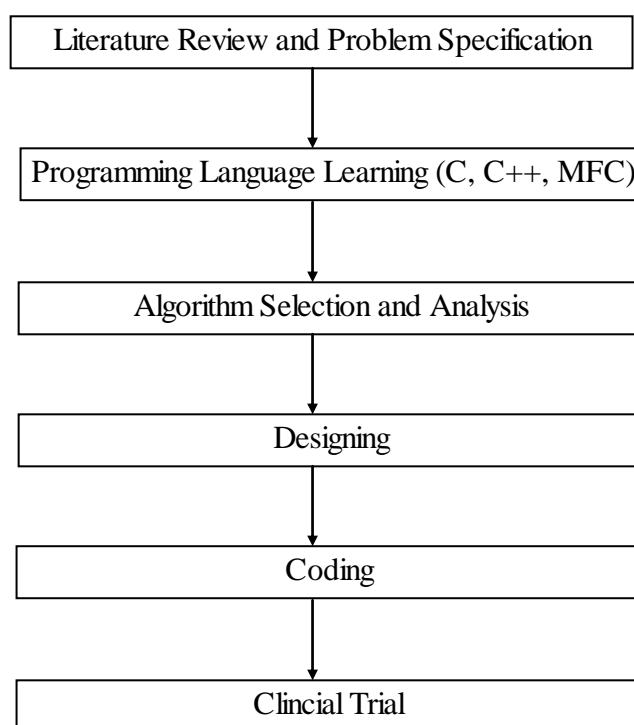 Literature Review and Problem Specification
Programming Language Learning (C, C++, MFC)
Algorithm Selection and Analysis
Designing
Coding
Clincial Trial